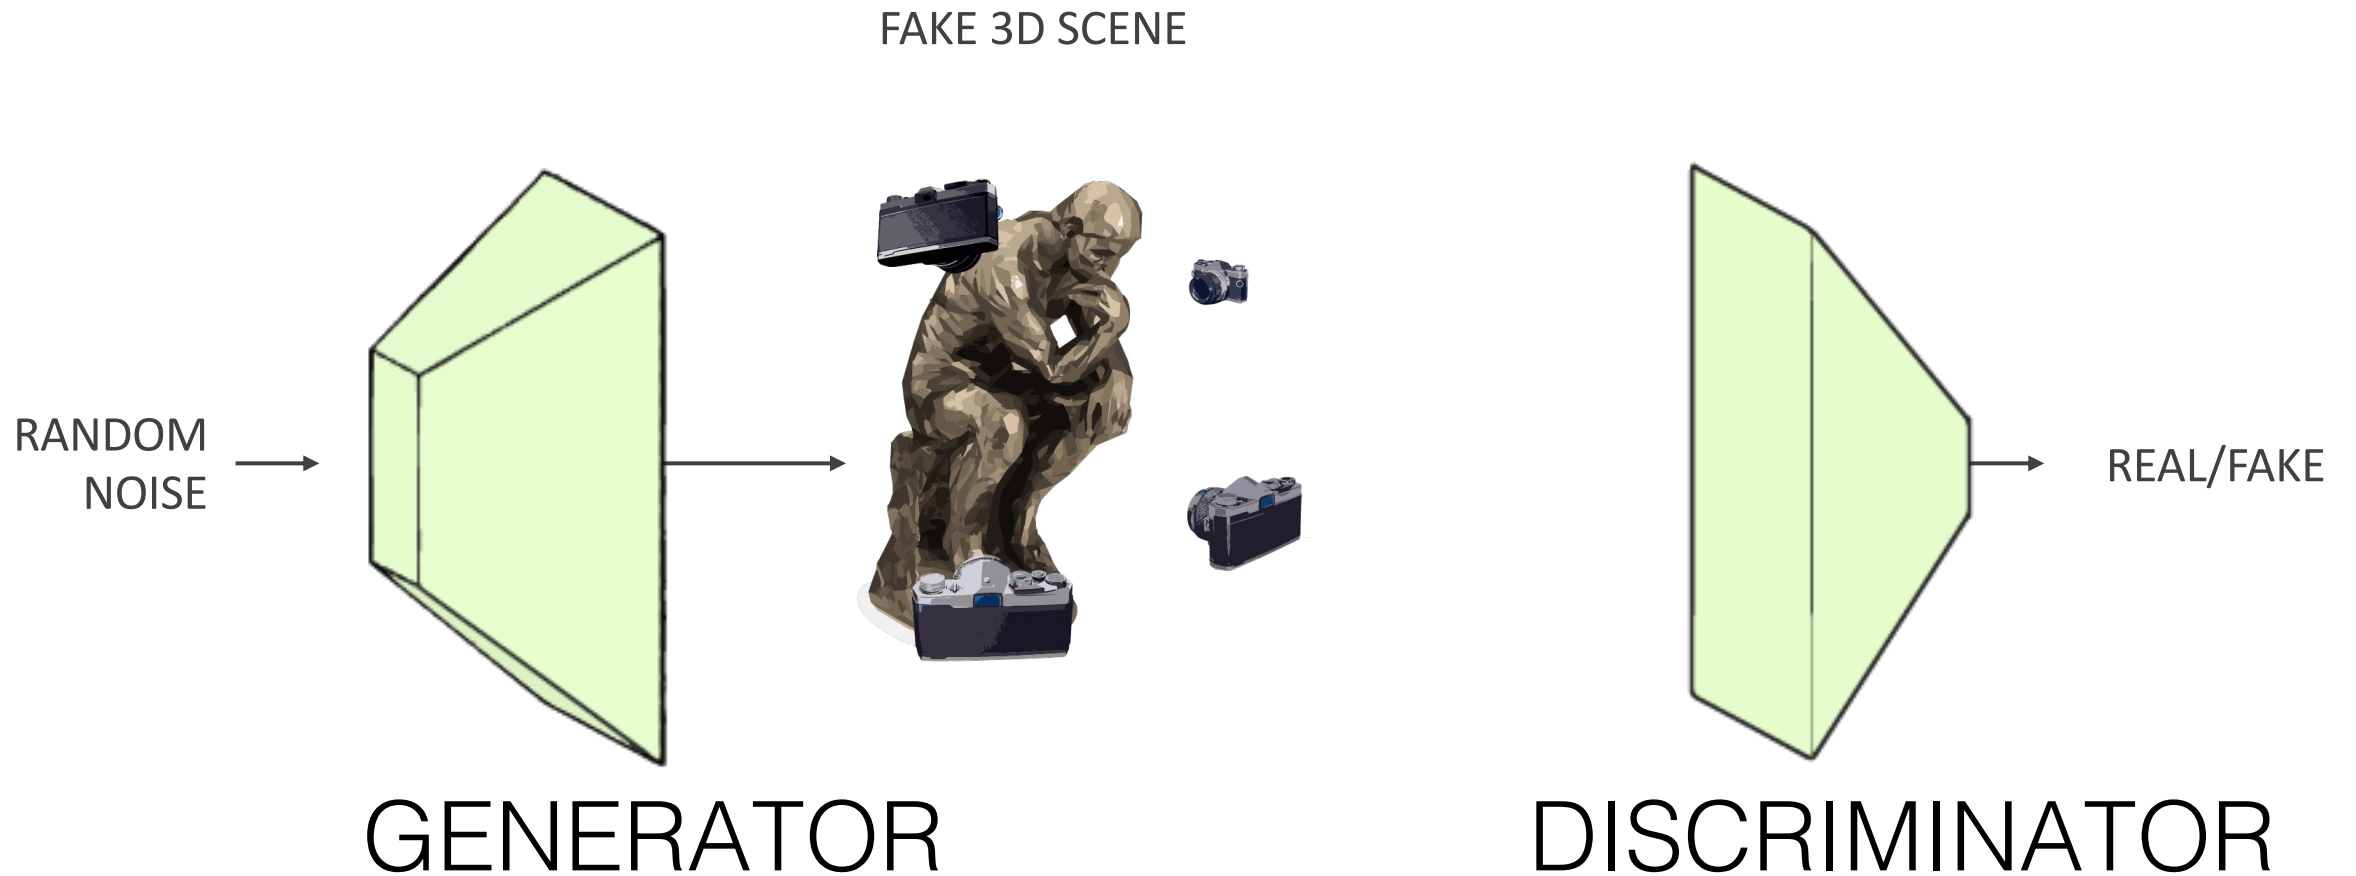 FAKE 3D SCENE
RANDOM
NOISE
REAL/FAKE
GENERATOR
DISCRIMINATOR